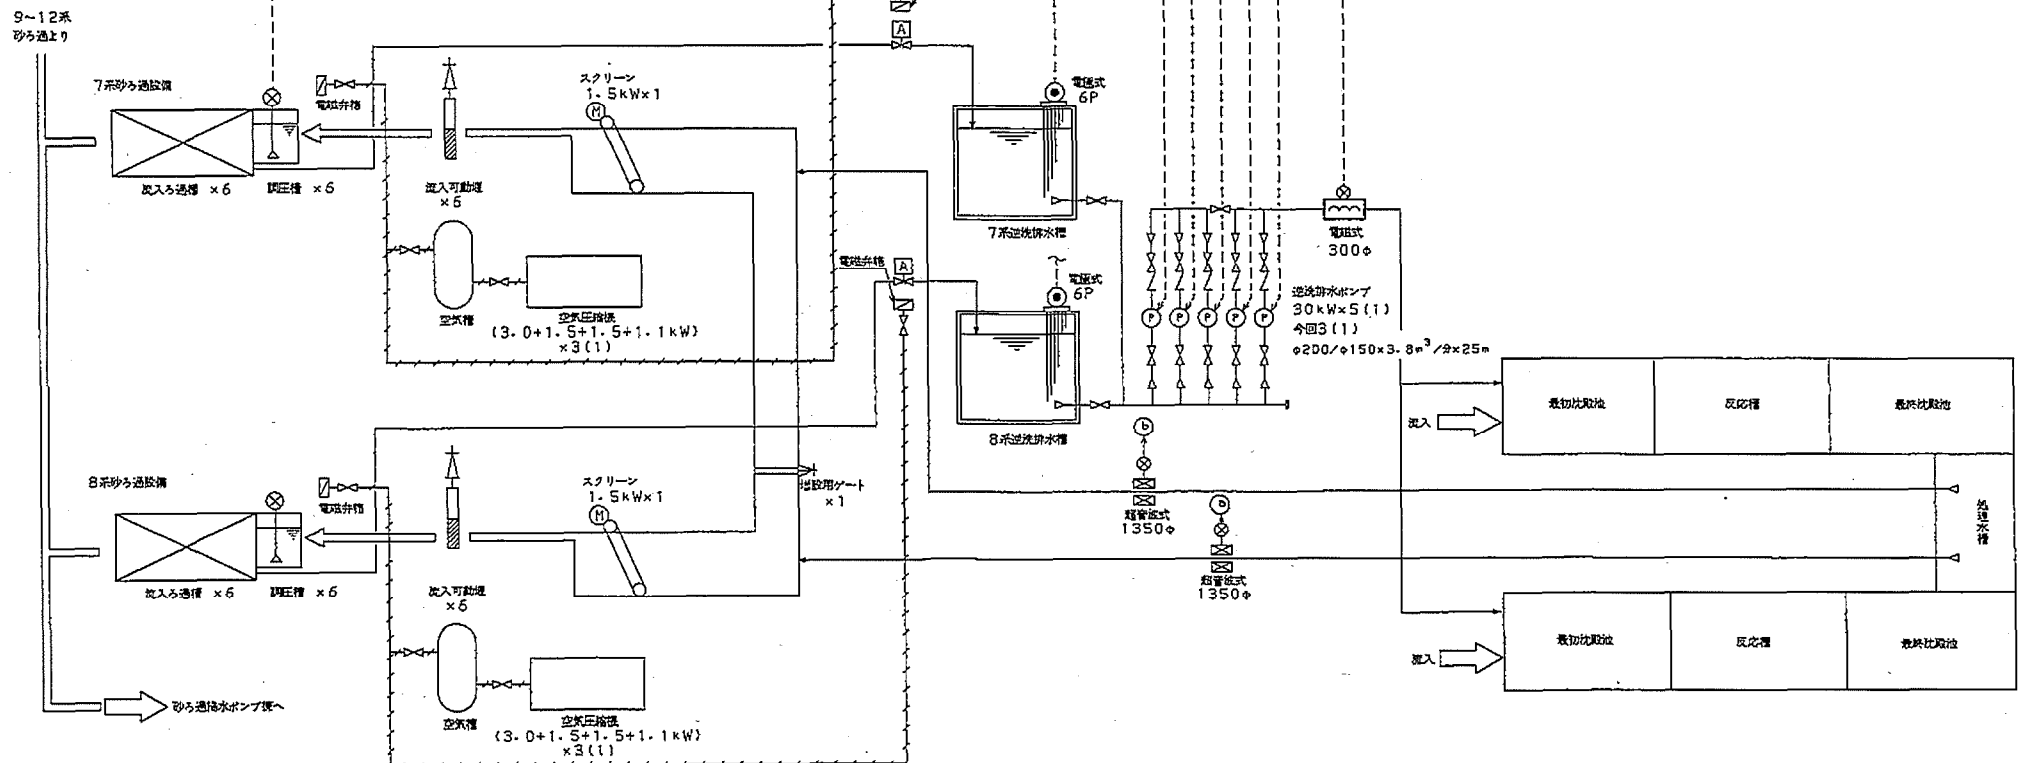 9〜12系
砂ろ過より
7系砂ろ過設備
電磁弁箱
スクリーン
1.5kW×1
M
A
電極式
6P
流入ろ過槽 ×6
調圧槽 ×6
流入可動堰
7系逆洗排水槽
電磁式
300φ
空気槽
空気圧縮機
(3.0+1.5+1.5+1.1kW)
×3(1)
電磁弁箱
A
電極式
6P
逆洗排水ポンプ
30kW×5(1)
今回3(1)
φ200/φ150×3.8m³/分×25m
P
P
P
P
P
8系逆洗排水槽
最初沈殿池
反応槽
最終沈殿池
流入
8系砂ろ過設備
電磁弁箱
スクリーン
1.5kW×1
M
増設用ゲート
×1
超音波式
1350φ
処理水槽
流入ろ過槽 ×6
調圧槽 ×6
流入可動堰
×6
超音波式
1350φ
最初沈殿池
反応槽
最終沈殿池
流入
砂ろ過揚水ポンプ棟へ
空気槽
空気圧縮機
(3.0+1.5+1.5+1.1kW)
×3(1)